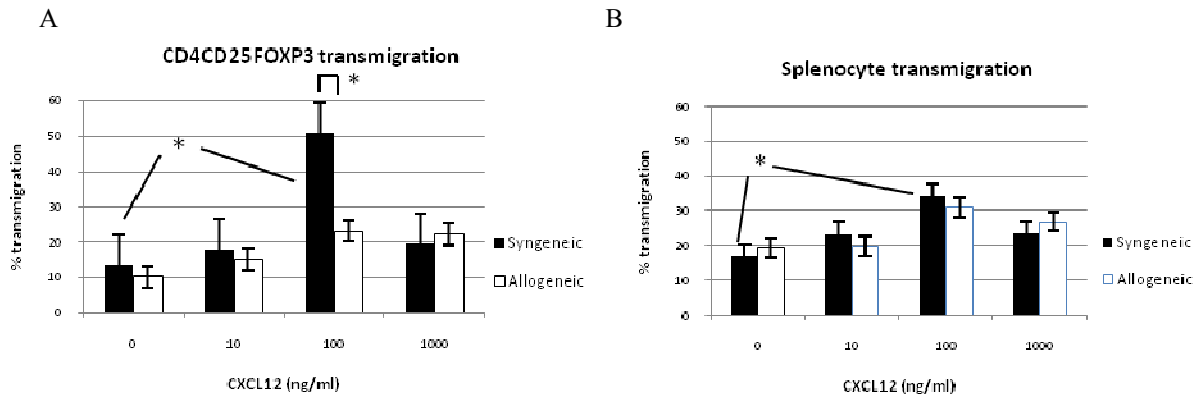 A
CD4CD25FOXP3 transmigration
*
*
% transmigration
60
50
40
30
20
10
0
0 10 100 1000
CXCL12 (ng/ml)
Syngeneic
Allogeneic
B
Splenocyte transmigration
*
% transmigration
60
50
40
30
20
10
0
0 10 100 1000
CXCL12 (ng/ml)
Syngeneic
Allogeneic